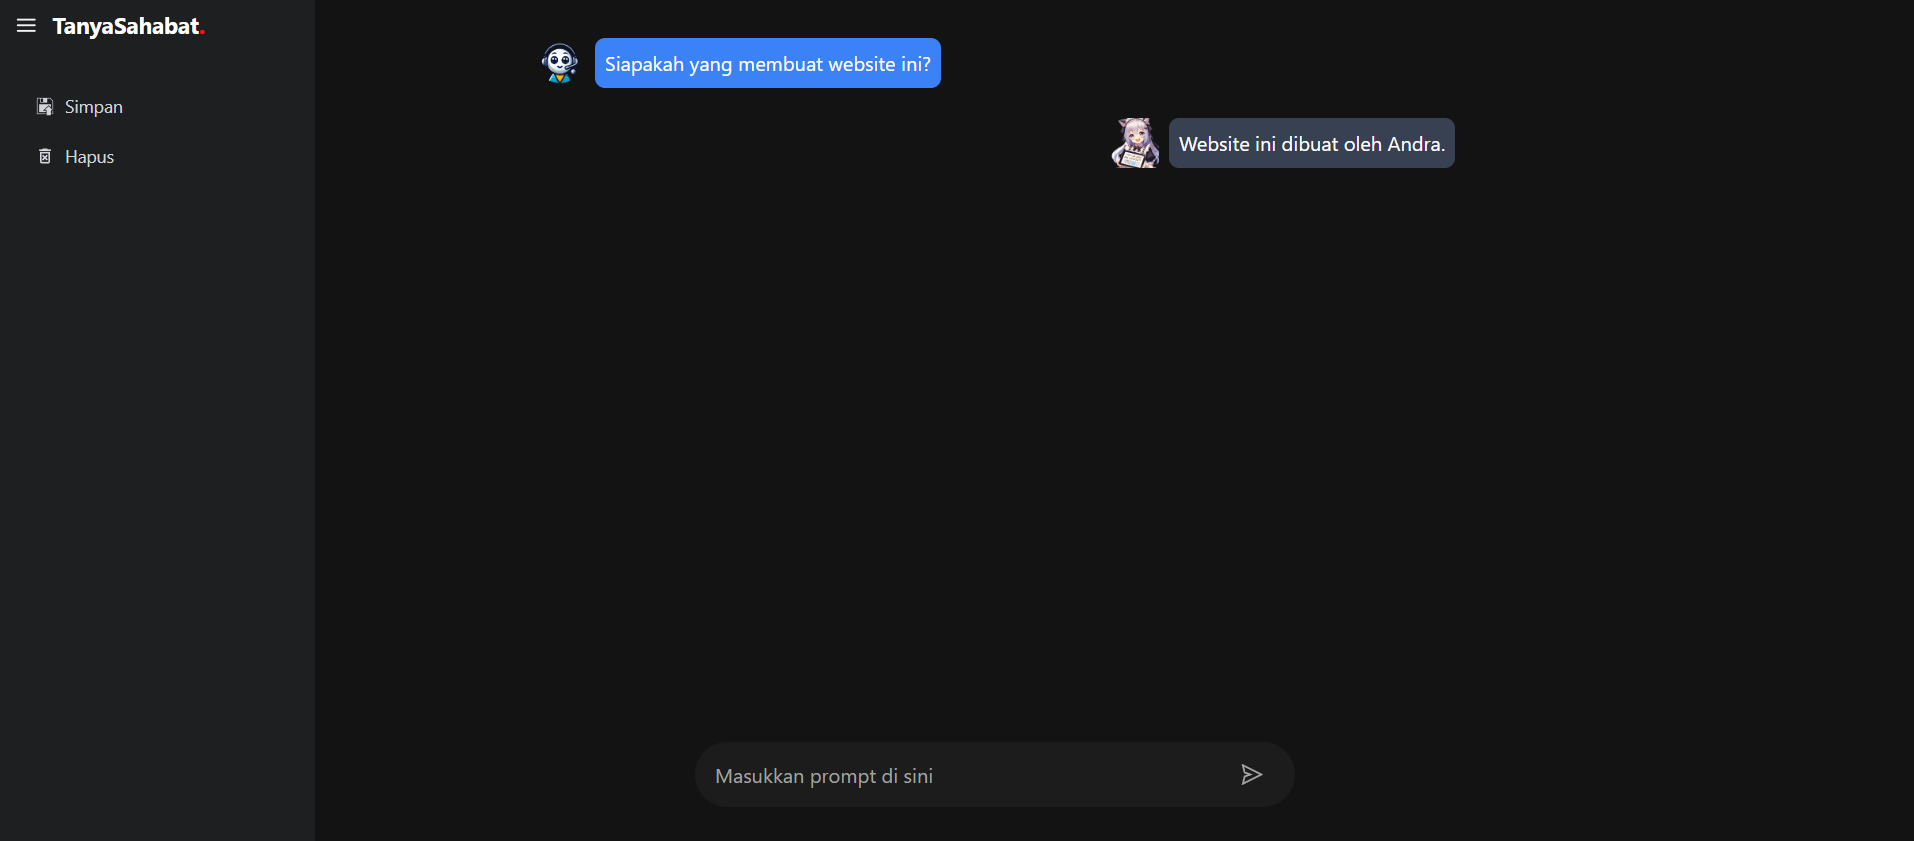 TanyaSahabat.
Simpan
Hapus
Siapakah yang membuat website ini?
Website ini dibuat oleh Andra.
Masukkan prompt di sini